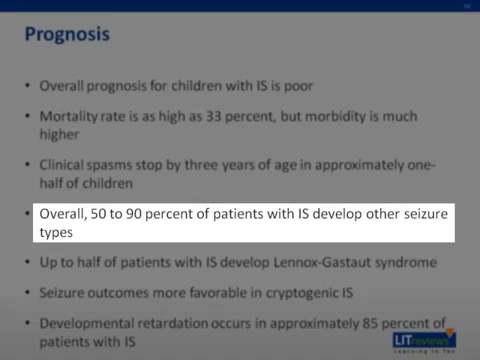 Prognosis
• Overall prognosis for children with IS is poor
• Mortality rate is as high as 33 percent, but morbidity is much
higher
• Clinical spasms stop by three years of age in approximately one-
half of children
• Overall, 50 to 90 percent of patients with IS develop other seizure
types
• Up to half of patients with IS develop Lennox-Gastaut syndrome
• Seizure outcomes more favorable in cryptogenic IS
• Developmental retardation occurs in approximately 85 percent of
patients with IS
LITreviews